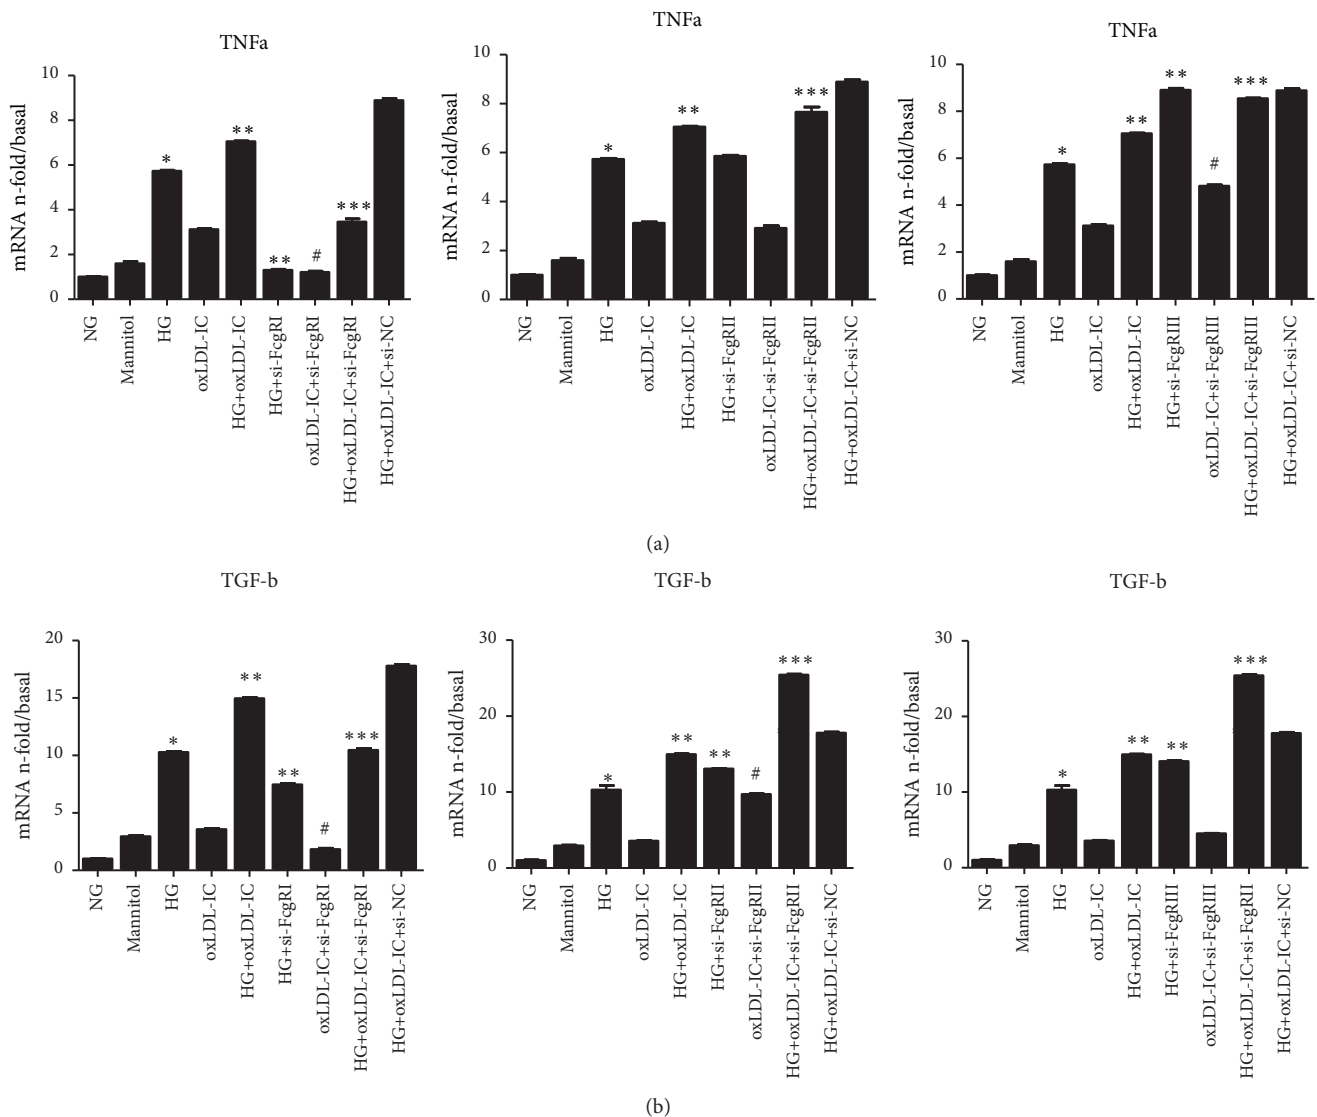 TNFa
mRNA n-fold/basal
10
8
6
4
2
0
*
**
**
#
***
NG
Mannitol
HG
oxLDL-IC
HG+oxLDL-IC
HG+si-FcgRI
oxLDL-IC+si-FcgRI
HG+oxLDL-IC+si-FcgRI
HG+oxLDL-IC+si-NC
TNFa
mRNA n-fold/basal
10
8
6
4
2
0
*
**
***
NG
Mannitol
HG
oxLDL-IC
HG+oxLDL-IC
HG+si-FcgRII
oxLDL-IC+si-FcgRII
HG+oxLDL-IC+si-FcgRII
HG+oxLDL-IC+si-NC
TNFa
mRNA n-fold/basal
10
8
6
4
2
0
*
**
**
#
***
NG
Mannitol
HG
oxLDL-IC
HG+oxLDL-IC
HG+si-FcgRIII
oxLDL-IC+si-FcgRIII
HG+oxLDL-IC+si-FcgRIII
HG+oxLDL-IC+si-NC
(a)
TGF-b
mRNA n-fold/basal
20
15
10
5
0
*
**
**
#
***
NG
Mannitol
HG
oxLDL-IC
HG+oxLDL-IC
HG+si-FcgRI
oxLDL-IC+si-FcgRI
HG+oxLDL-IC+si-FcgRI
HG+oxLDL-IC+si-NC
TGF-b
mRNA n-fold/basal
30
20
10
0
*
**
**
#
***
NG
Mannitol
HG
oxLDL-IC
HG+oxLDL-IC
HG+si-FcgRII
oxLDL-IC+si-FcgRII
HG+oxLDL-IC+si-FcgRII
HG+oxLDL-IC+si-NC
TGF-b
mRNA n-fold/basal
30
20
10
0
*
**
**
***
NG
Mannitol
HG
oxLDL-IC
HG+oxLDL-IC
HG+si-FcgRIII
oxLDL-IC+si-FcgRIII
HG+oxLDL-IC+si-FcgRII
HG+oxLDL-IC+si-NC
(b)